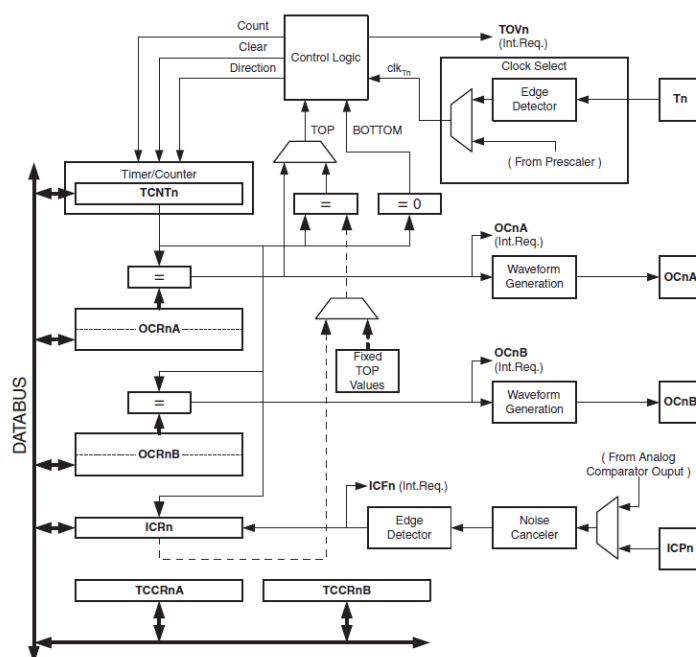 Count
Clear
Direction
Control Logic
TOVn
(Int.Req.)
clkTn
Clock Select
Edge
Detector
Tn
( From Prescaler )
TOP
BOTTOM
Timer/Counter
TCNTn
=
= 0
=
OCRnA
OCnA
(Int.Req.)
Waveform
Generation
OCnA
Fixed
TOP
Values
=
OCRnB
OCnB
(Int.Req.)
Waveform
Generation
OCnB
DATABUS
( From Analog
Comparator Ouput )
ICFn (Int.Req.)
ICRn
Edge
Detector
Noise
Canceler
ICPn
TCCRnA
TCCRnB